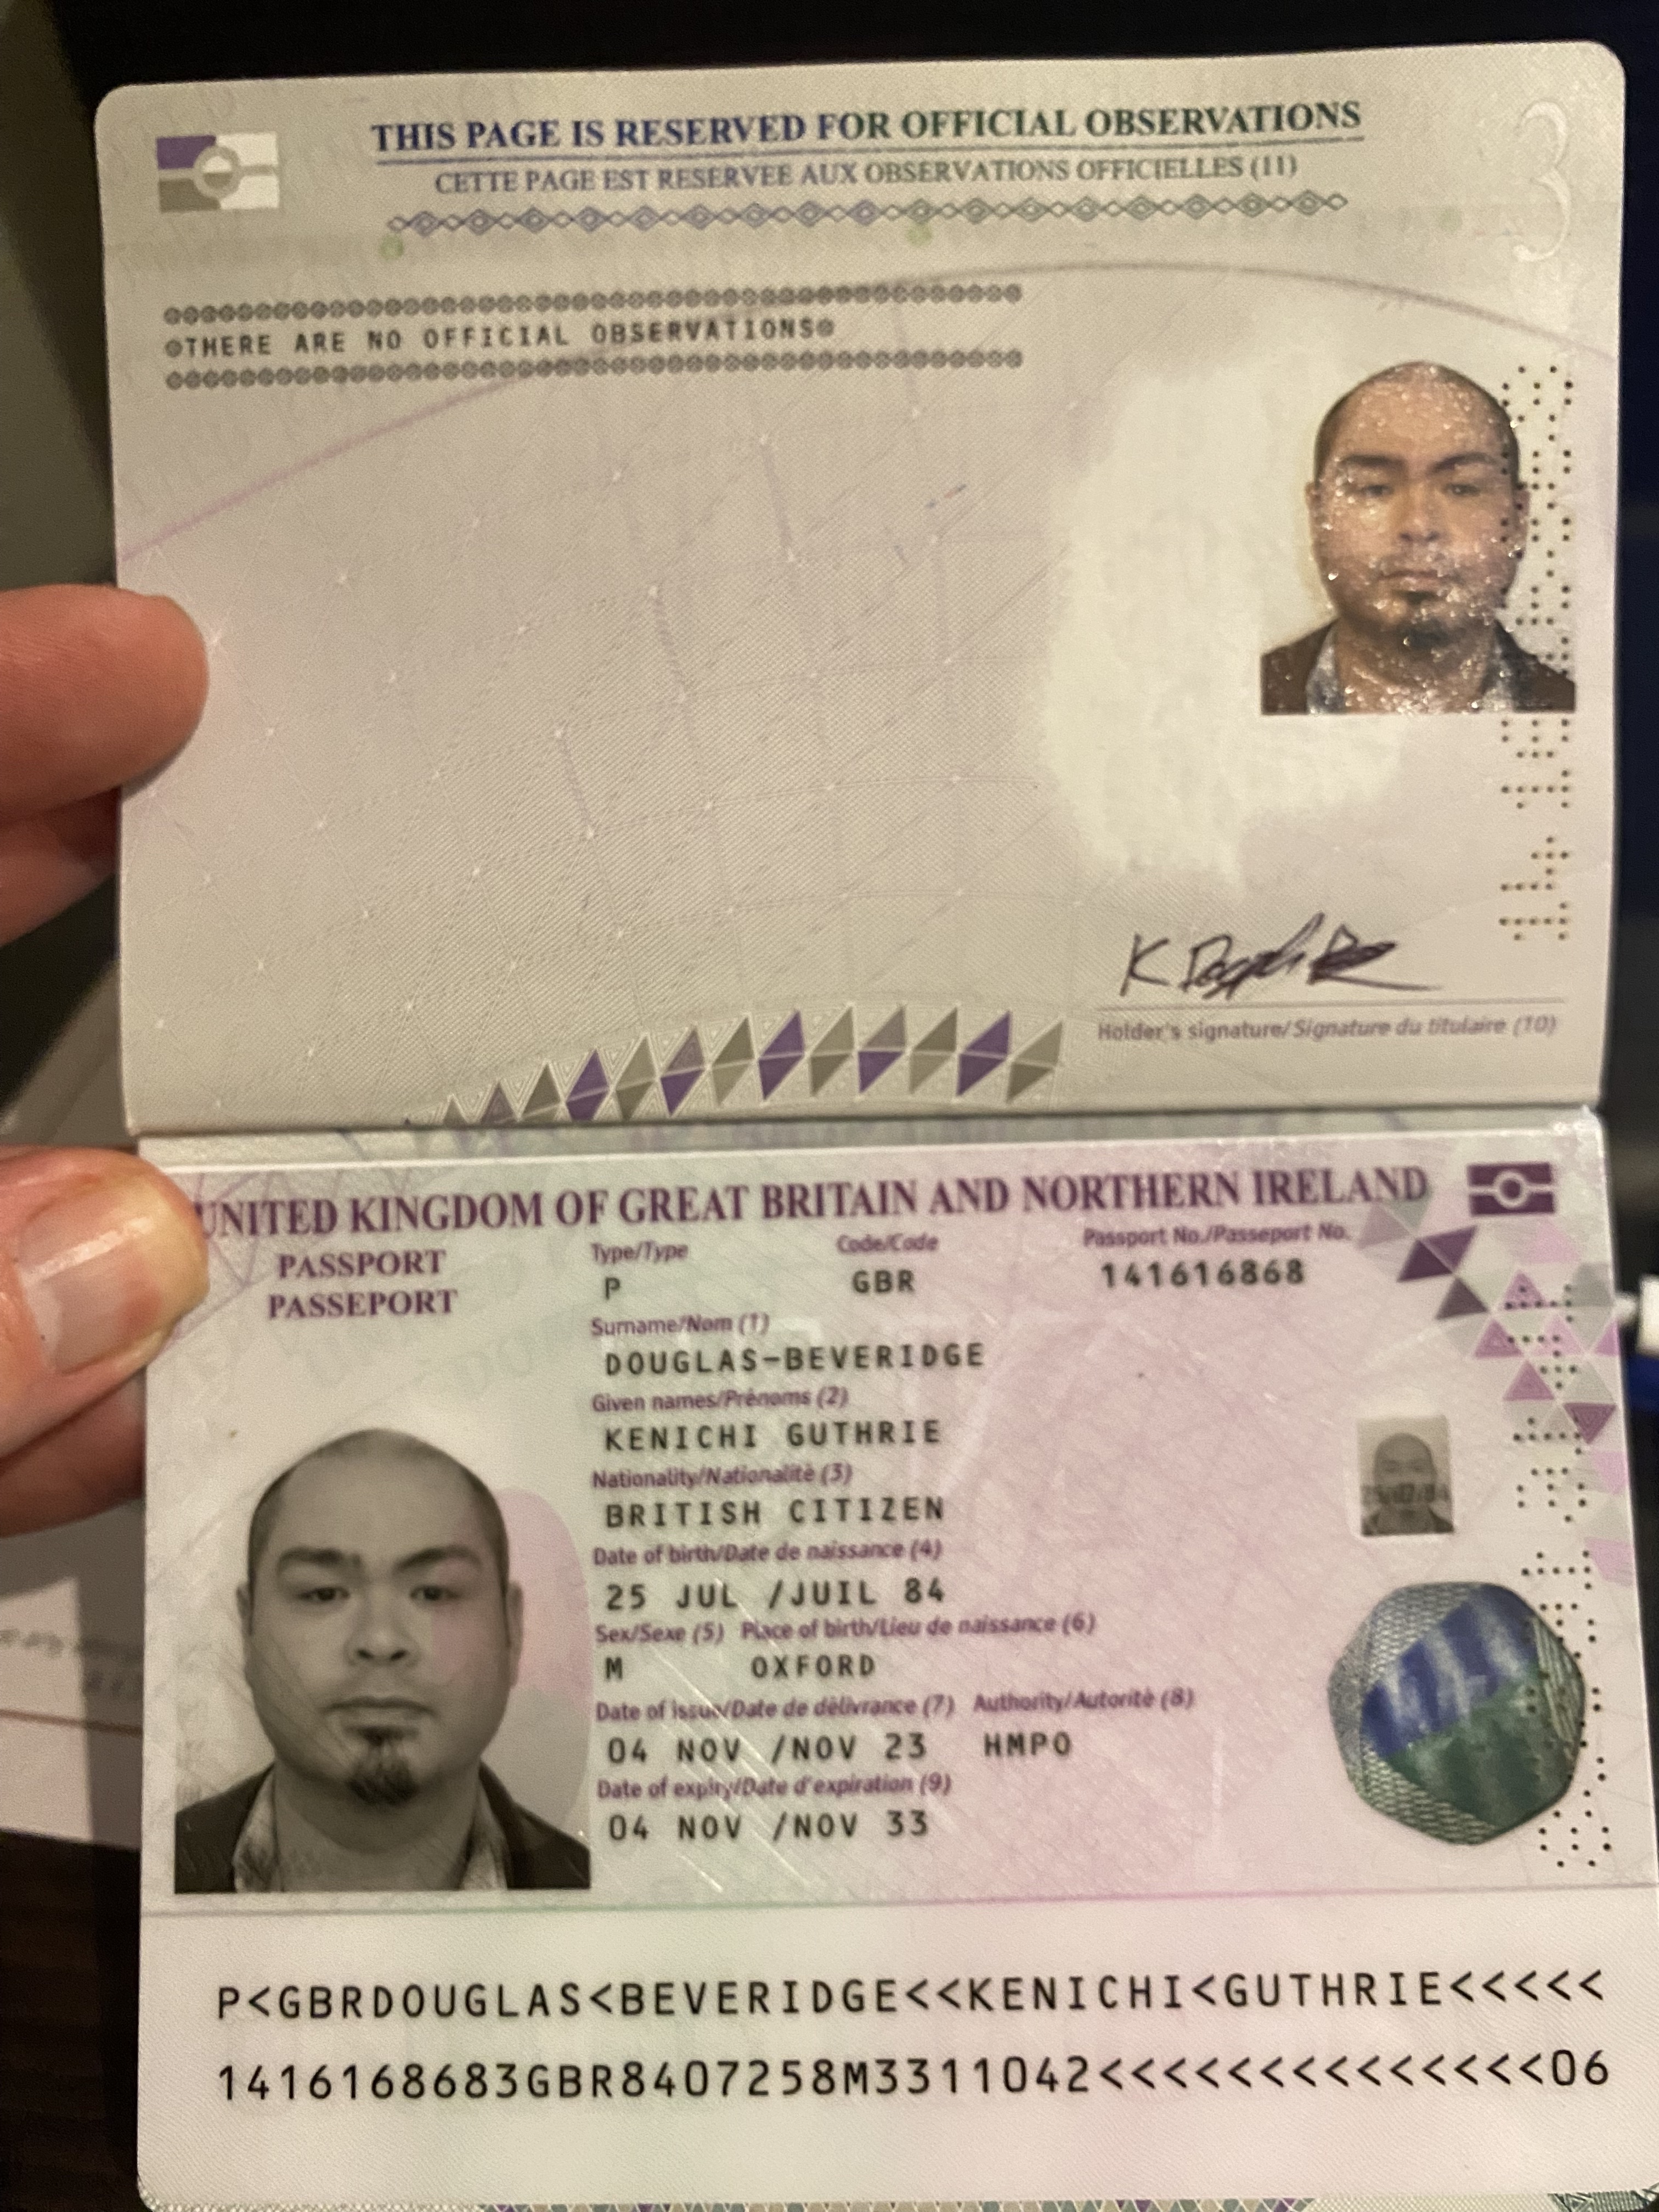 THIS PAGE IS RESERVED FOR OFFICIAL OBSERVATIONS
CETTE PAGE EST RESERVEE AUX OBSERVATIONS OFFICIELLES (11)
THERE ARE NO OFFICIAL OBSERVATIONS
Holder's signature/Signature du titulaire (10)
UNITED KINGDOM OF GREAT BRITAIN AND NORTHERN IRELAND
PASSPORT
PASSEPORT
Type/Type Code/Code Passport No./Passeport No.
P GBR 141616868
Surname/Nom (1)
DOUGLAS-BEVERIDGE
Given names/Prénoms (2)
KENICHI GUTHRIE
Nationality/Nationalité (3)
BRITISH CITIZEN
Date of birth/Date de naissance (4)
25 JUL /JUIL 84
Sex/Sexe (5) Place of birth/Lieu de naissance (6)
M OXFORD
Date of issue/Date de délivrance (7) Authority/Autorité (8)
04 NOV /NOV 23 HMPO
Date of expiry/Date d'expiration (9)
04 NOV /NOV 33
P<GBRDOUGLAS<BEVERIDGE<<KENICHI<GUTHRIE<<<<<
1416168683GBR8407258M3311042<<<<<<<<<<<<<<06